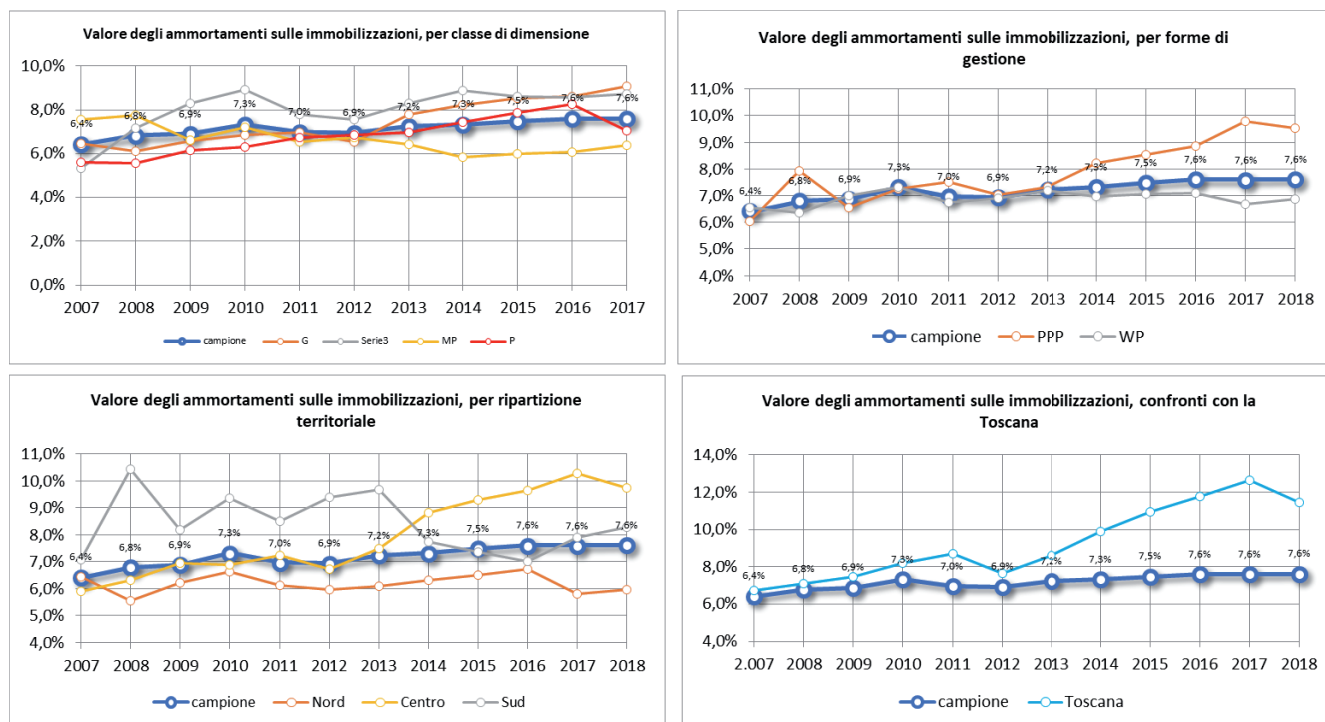 Valore degli ammortamenti sulle immobilizzazioni, per classe di dimensione
10,0%
8,0%
6,0%
4,0%
2,0%
0,0%
6,4% 6,8% 6,9% 7,3% 7,0% 6,9% 7,2% 7,3% 7,5% 7,6% 7,6%
2007 2008 2009 2010 2011 2012 2013 2014 2015 2016 2017
campione G Serie3 MP P
Valore degli ammortamenti sulle immobilizzazioni, per forme di
gestione
11,0%
10,0%
9,0%
8,0%
7,0%
6,0%
5,0%
4,0%
6,4% 6,8% 6,9% 7,3% 7,0% 6,9% 7,2% 7,3% 7,5% 7,6% 7,6% 7,6%
2007 2008 2009 2010 2011 2012 2013 2014 2015 2016 2017 2018
campione PPP WP
Valore degli ammortamenti sulle immobilizzazioni, per ripartizione
territoriale
11,0%
10,0%
9,0%
8,0%
7,0%
6,0%
5,0%
4,0%
6,4% 6,8% 6,9% 7,3% 7,0% 6,9% 7,2% 7,3% 7,5% 7,6% 7,6% 7,6%
2007 2008 2009 2010 2011 2012 2013 2014 2015 2016 2017 2018
campione Nord Centro Sud
Valore degli ammortamenti sulle immobilizzazioni, confronti con la
Toscana
14,0%
12,0%
10,0%
8,0%
6,0%
4,0%
6,4% 6,8% 6,9% 7,3% 7,0% 6,9% 7,2% 7,3% 7,5% 7,6% 7,6% 7,6%
2.007 2008 2009 2010 2011 2012 2013 2014 2015 2016 2017 2018
campione Toscana